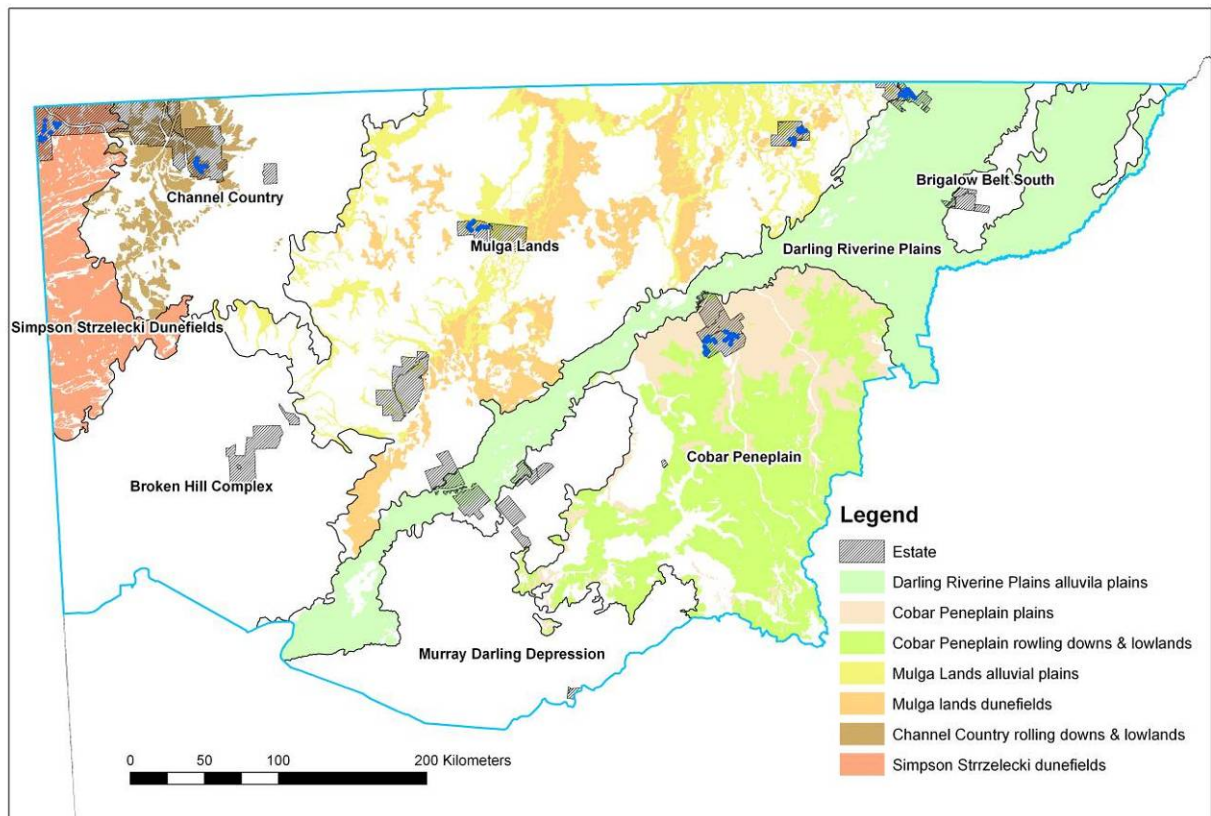 Channel Country
Brigalow Belt South
Mulga Lands
Darling Riverine Plains
Simpson Strzelecki Dunefields
Cobar Peneplain
Broken Hill Complex
Murray Darling Depression
Legend
Estate
Darling Riverine Plains alluvila plains
Cobar Peneplain plains
Cobar Peneplain rowling downs & lowlands
Mulga Lands alluvial plains
Mulga lands dunefields
Channel Country rolling downs & lowlands
Simpson Strrzelecki dunefields
0 50 100 200 Kilometers